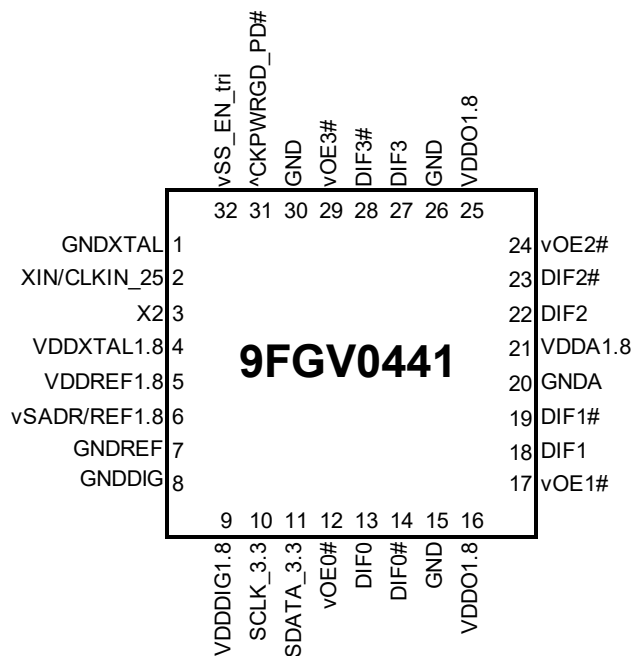 vSS_EN_tri
^CKPWRGD_PD#
GND
vOE3#
DIF3#
DIF3
GND
VDDO1.8
32 31 30 29 28 27 26 25
GNDXTAL 1
XIN/CLKIN_25 2
X2 3
VDDXTAL1.8 4
VDDREF1.8 5
vSADR/REF1.8 6
GNDREF 7
GNDDIG 8
9FGV0441
24 vOE2#
23 DIF2#
22 DIF2
21 VDDA1.8
20 GNDA
19 DIF1#
18 DIF1
17 vOE1#
9 10 11 12 13 14 15 16
VDDDIG1.8
SCLK_3.3
SDATA_3.3
vOE0#
DIF0
DIF0#
GND
VDDO1.8